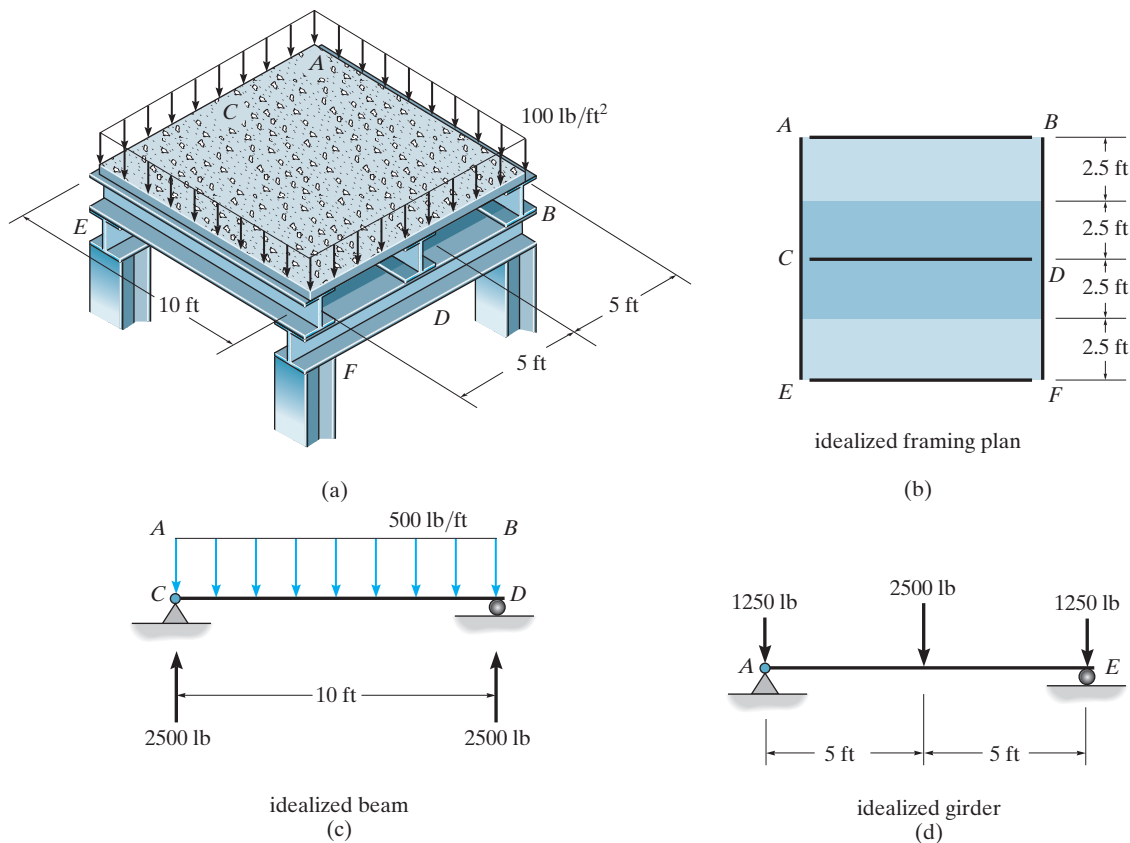 A
C
100 lb/ft²
B
E
10 ft
D
5 ft
5 ft
F
(a)
A
B
2.5 ft
2.5 ft
C
D
2.5 ft
2.5 ft
E
F
idealized framing plan
(b)
A
500 lb/ft
B
C
D
10 ft
2500 lb
2500 lb
idealized beam
(c)
1250 lb
2500 lb
1250 lb
A
E
5 ft
5 ft
idealized girder
(d)